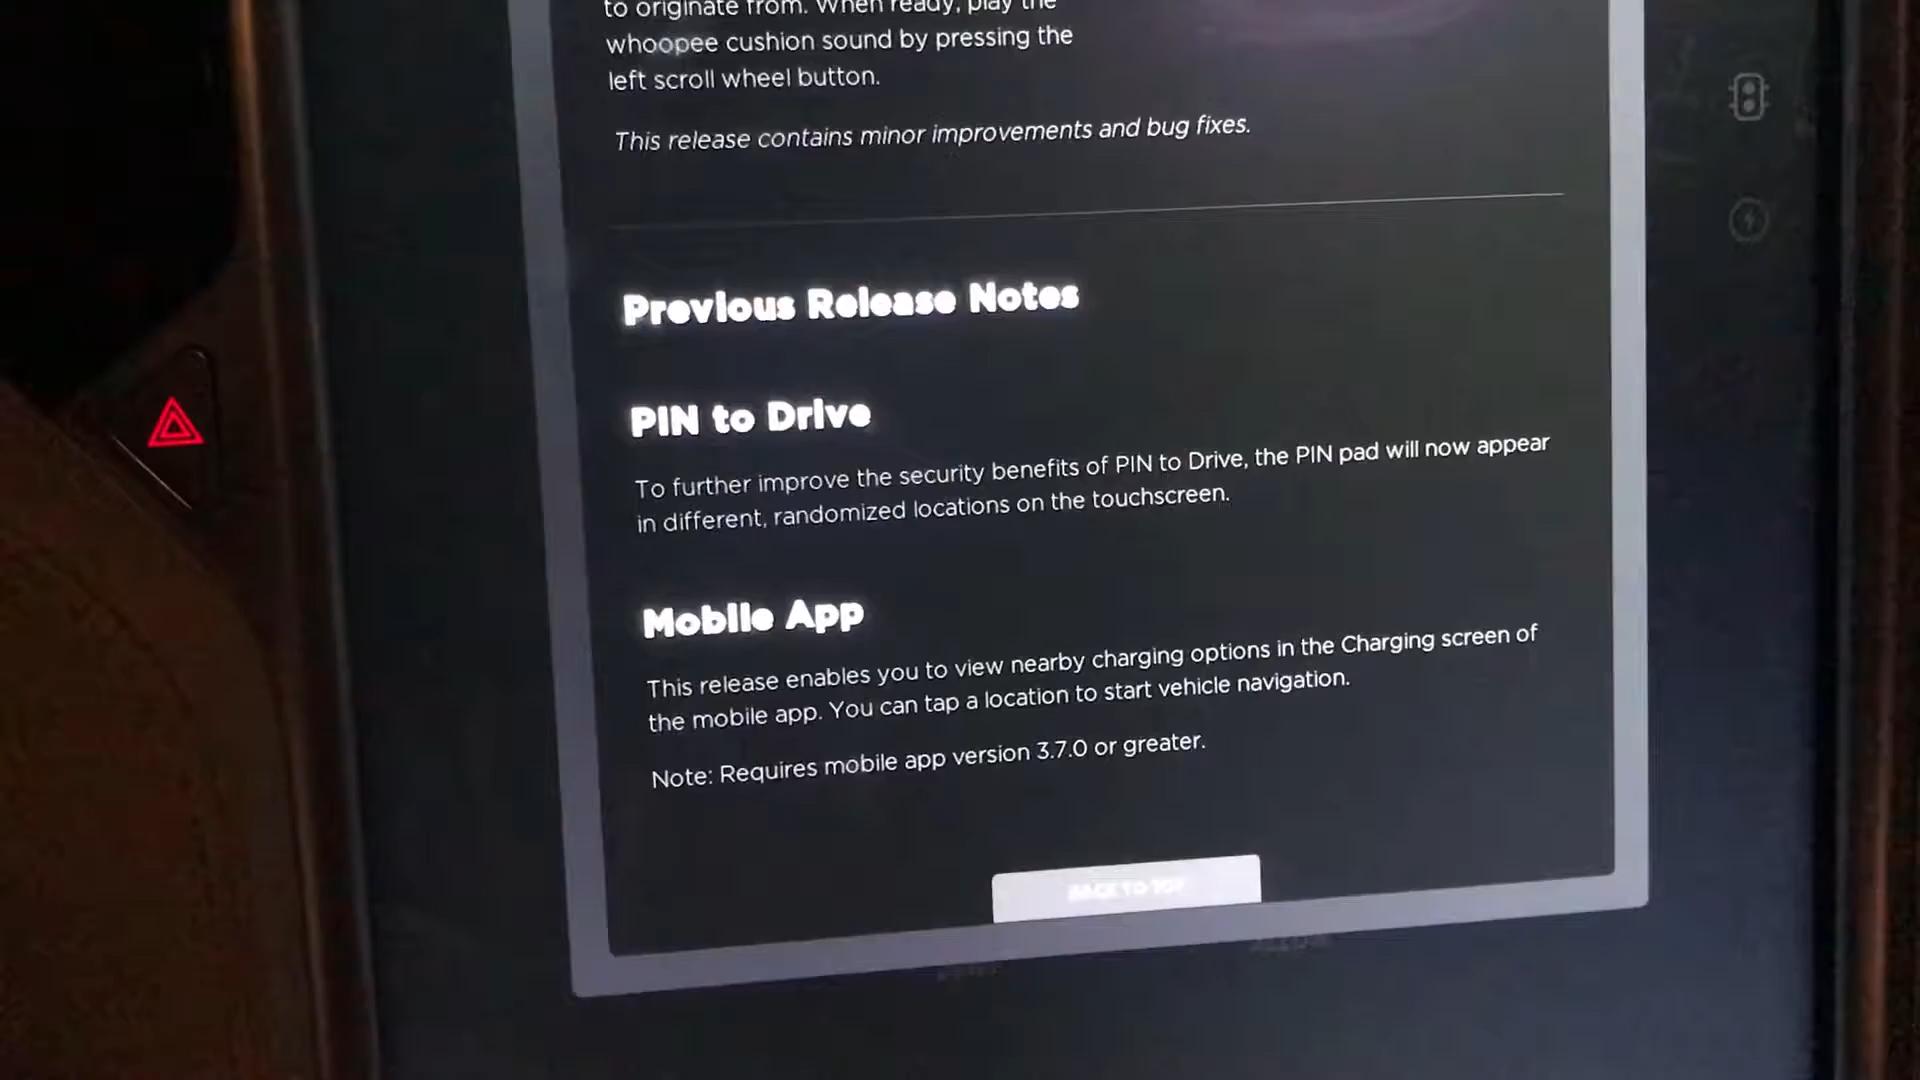 to originate from. When ready, play the
whoopee cushion sound by pressing the
left scroll wheel button.
This release contains minor improvements and bug fixes.
Previous Release Notes
PIN to Drive
To further improve the security benefits of PIN to Drive, the PIN pad will now appear
in different, randomized locations on the touchscreen.
Mobile App
This release enables you to view nearby charging options in the Charging screen of
the mobile app. You can tap a location to start vehicle navigation.
Note: Requires mobile app version 3.7.0 or greater.
BACK TO TOP